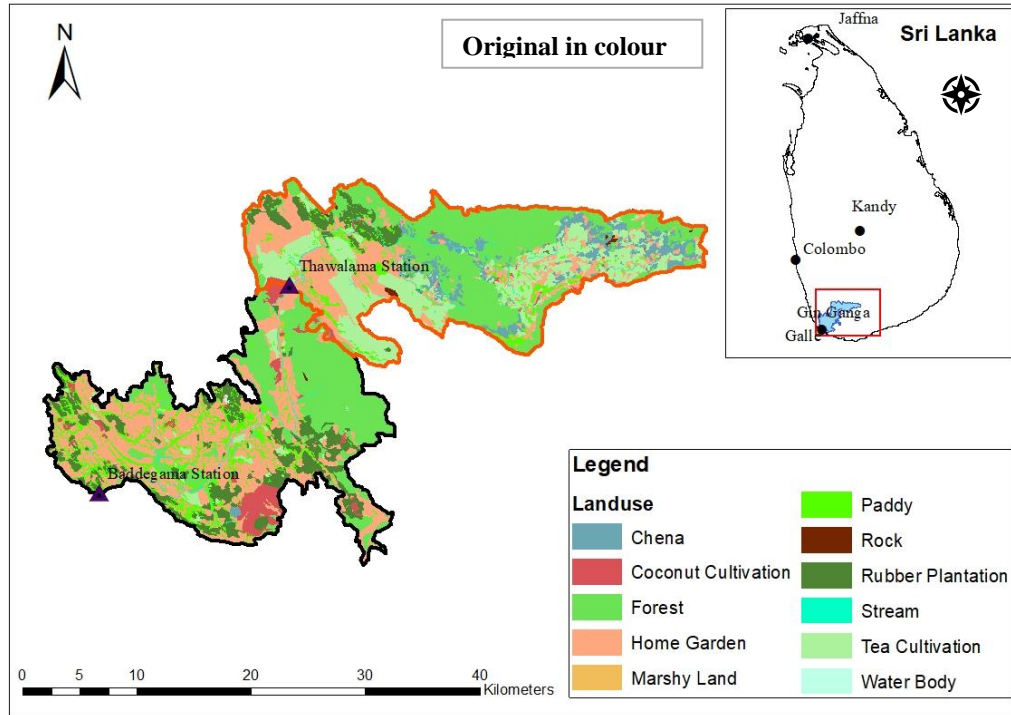 N
Original in colour
Jaffna
Sri Lanka
Kandy
Colombo
Gin Ganga
Galle
Thawalama Station
Baddegama Station
0 5 10 20 30 40
Kilometers
Legend
Landuse
Chena
Coconut Cultivation
Forest
Home Garden
Marshy Land
Paddy
Rock
Rubber Plantation
Stream
Tea Cultivation
Water Body